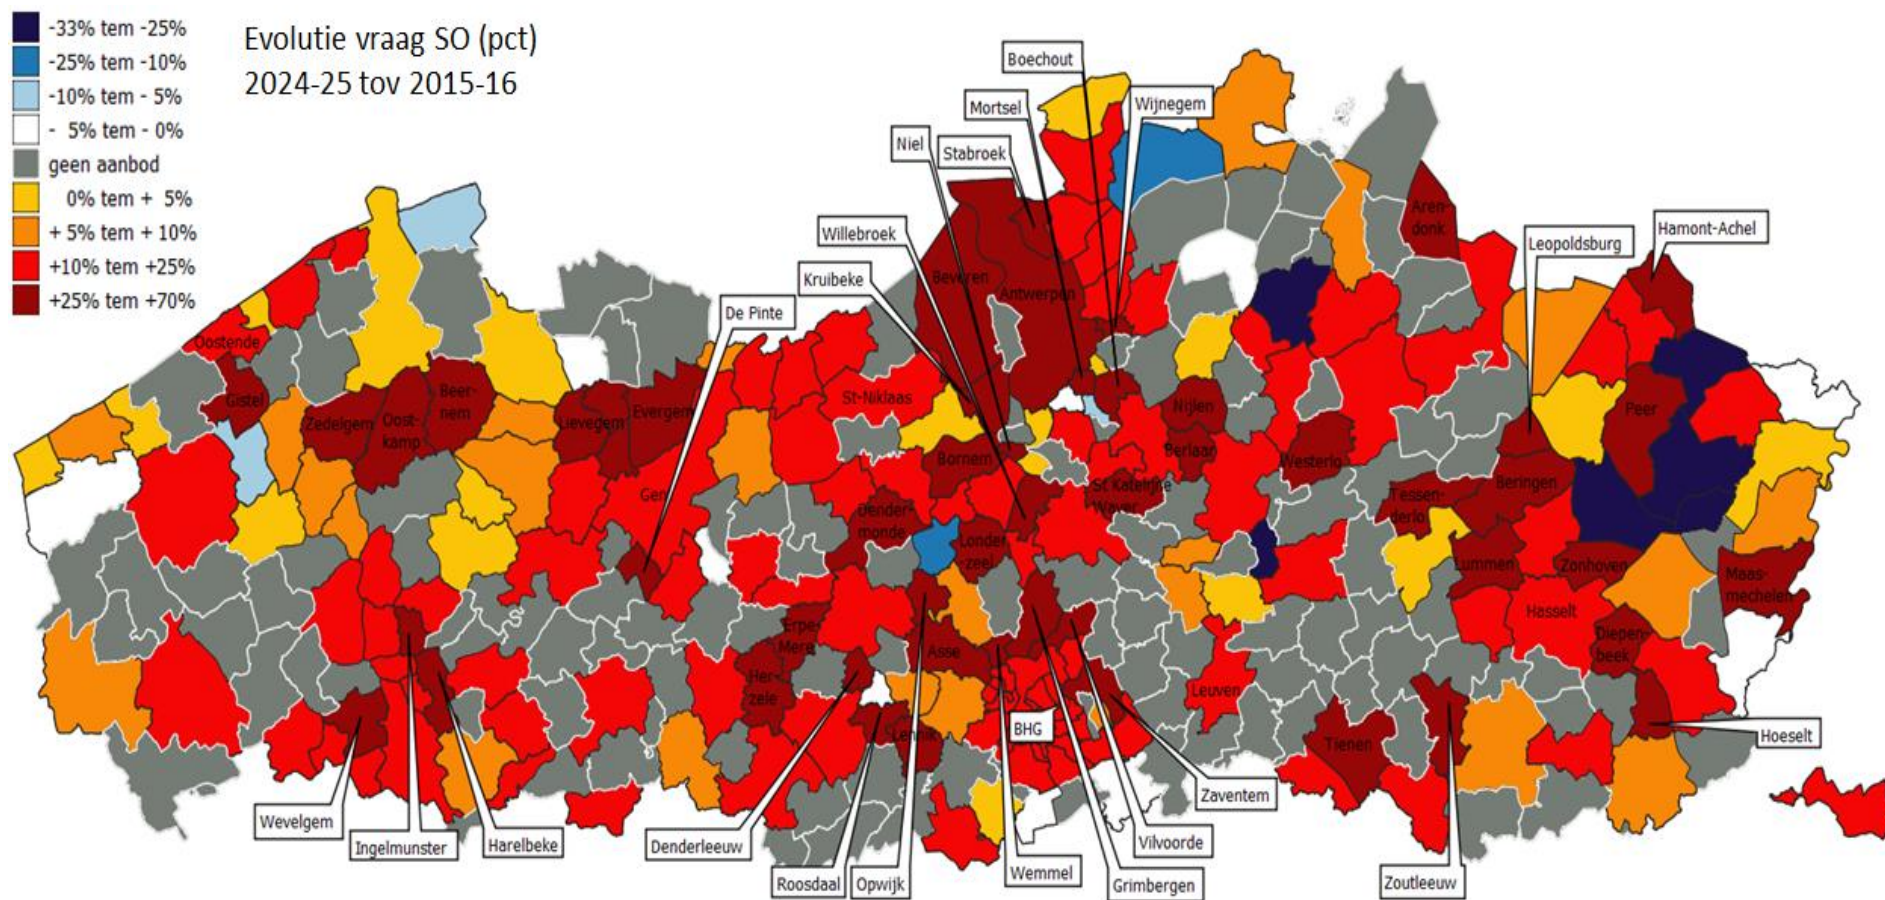 -33% tem -25%
-25% tem -10%
-10% tem - 5%
- 5% tem - 0%
geen aanbod
0% tem + 5%
+ 5% tem + 10%
+10% tem +25%
+25% tem +70%
Evolutie vraag SO (pct)
2024-25 tov 2015-16
Boechout
Mortsel
Wijnegem
Niel
Stabroek
Willebroek
Kruibeke
De Pinte
Leopoldsburg
Hamont-Achel
Aren-
donk
Beveren
Antwerpen
Oostende
Gistel
Zedelgem
Oost-
kamp
Beer-
nem
Lievegem
Evergem
St-Niklaas
Bornem
Nijlen
Berlaar
Westerlo
Peer
Beringen
Gen
St Katelijne
Waver
Tessen-
derlo
Dender-
monde
Londer
-zeel
Lummen
Zonhoven
Maas-
mechelen
Hasselt
Diepen-
beek
Erpe-
Mere
Asse
Her-
zele
Leuven
Lennik
BHG
Tienen
Hoeselt
Wevelgem
Ingelmunster
Harelbeke
Denderleeuw
Roosdaal
Opwijk
Wemmel
Grimbergen
Vilvoorde
Zaventem
Zoutleeuw